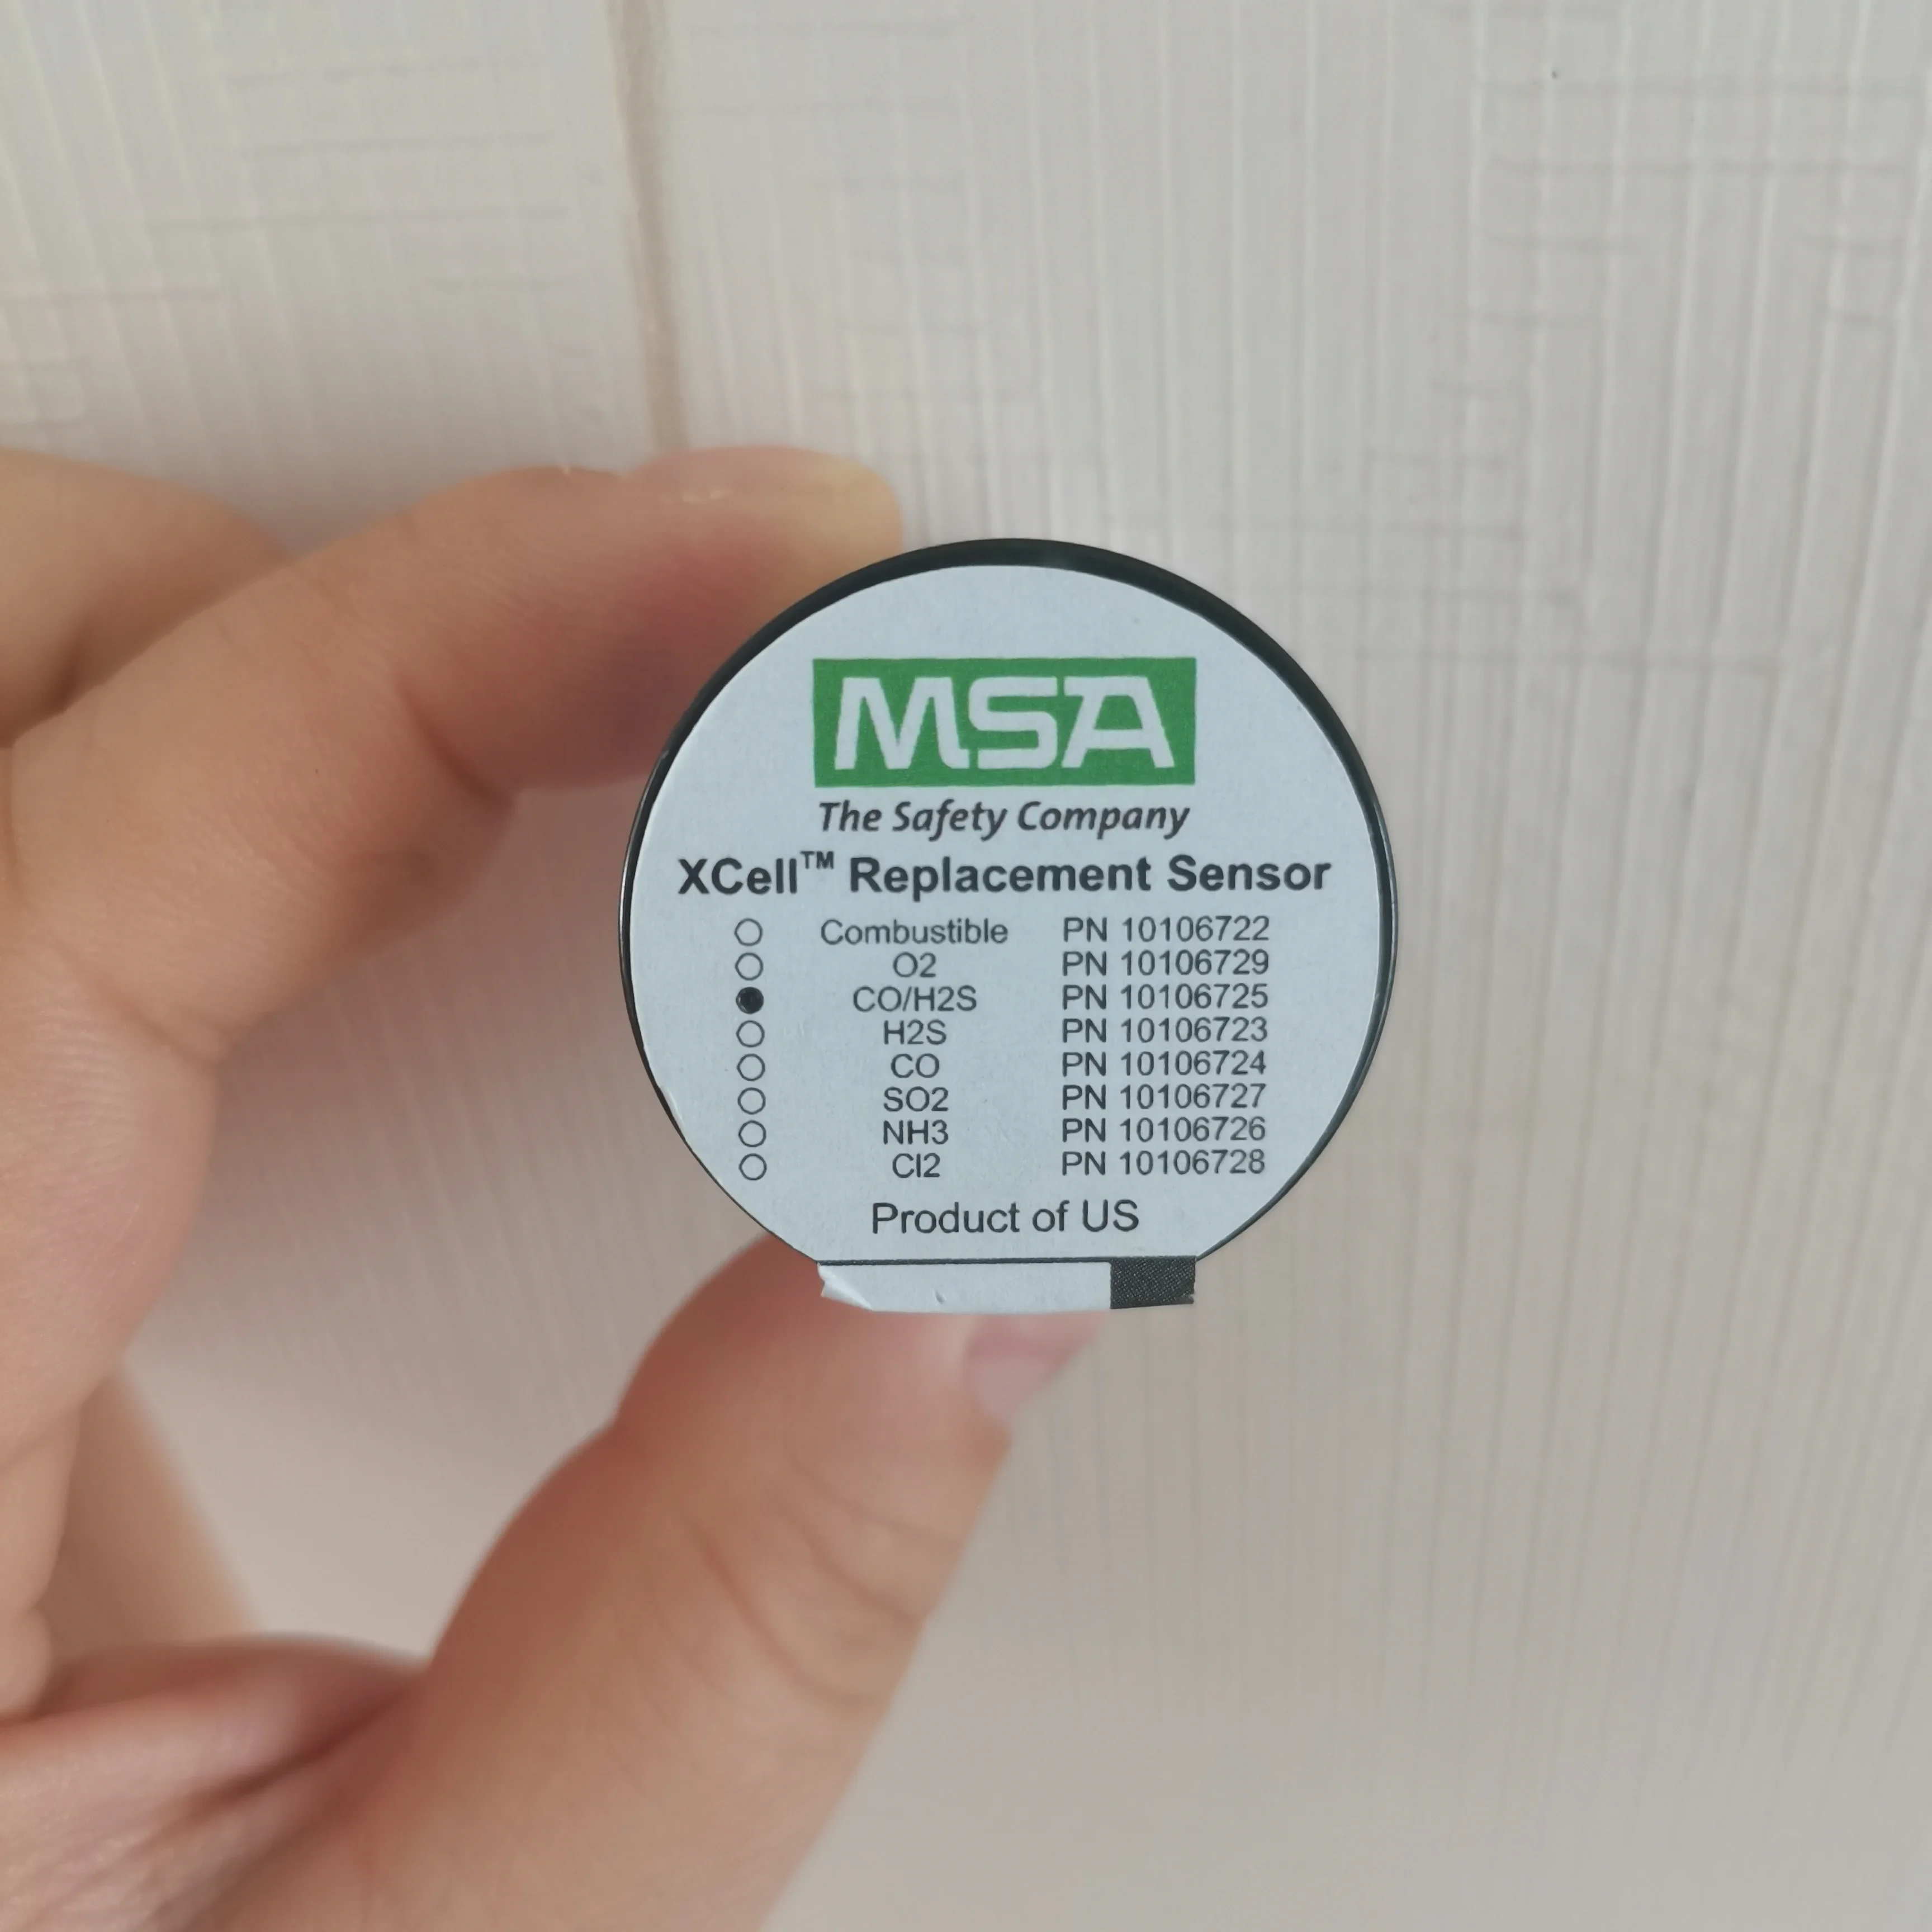 MSA
The Safety Company
XCell™ Replacement Sensor
○ Combustible PN 10106722
○ O2 PN 10106729
● CO/H2S PN 10106725
○ H2S PN 10106723
○ CO PN 10106724
○ SO2 PN 10106727
○ NH3 PN 10106726
○ Cl2 PN 10106728
Product of US